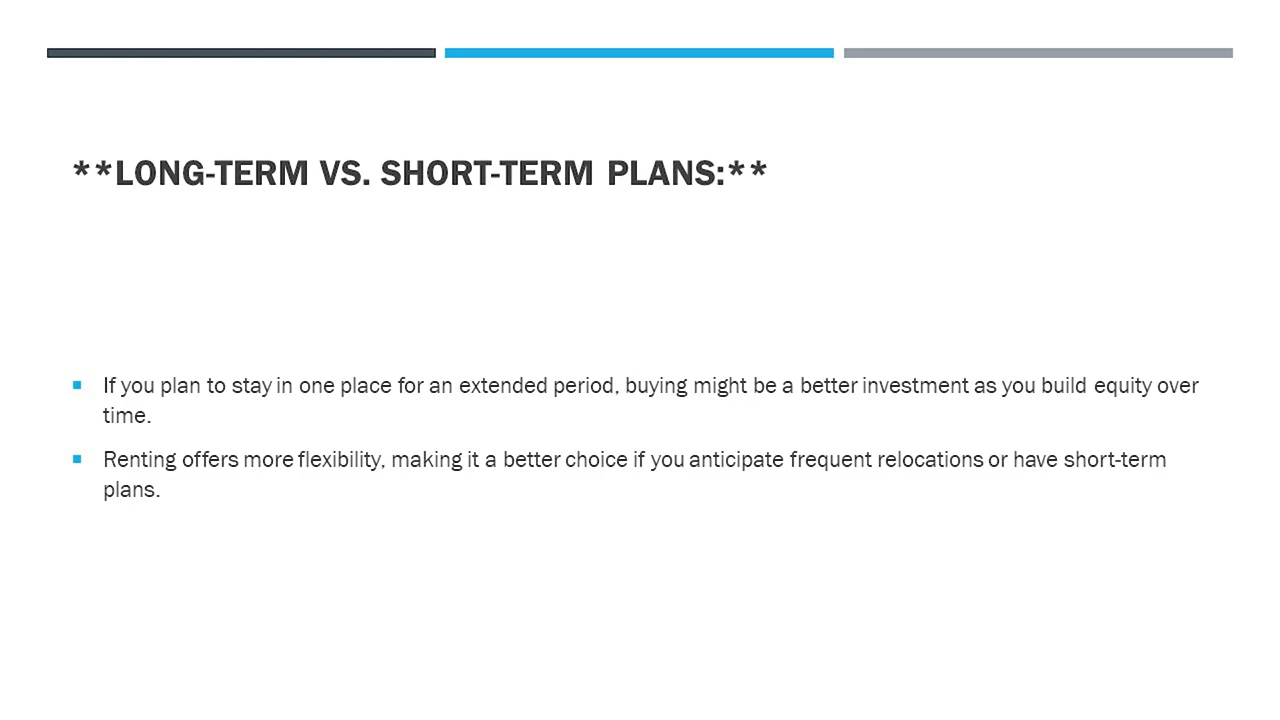 **LONG-TERM VS. SHORT-TERM PLANS:**
If you plan to stay in one place for an extended period, buying might be a better investment as you build equity over
time.
Renting offers more flexibility, making it a better choice if you anticipate frequent relocations or have short-term
plans.